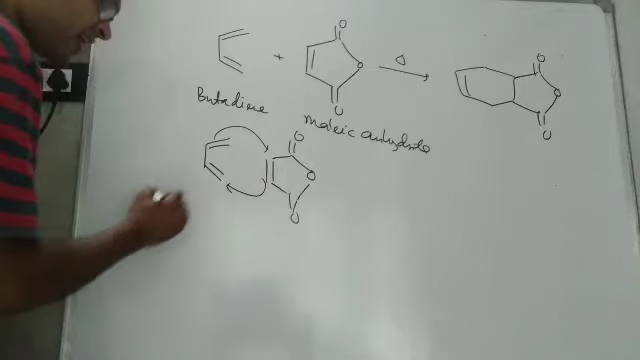 + O O O Δ O O O
Butadiene
maleic anhydride
O O O